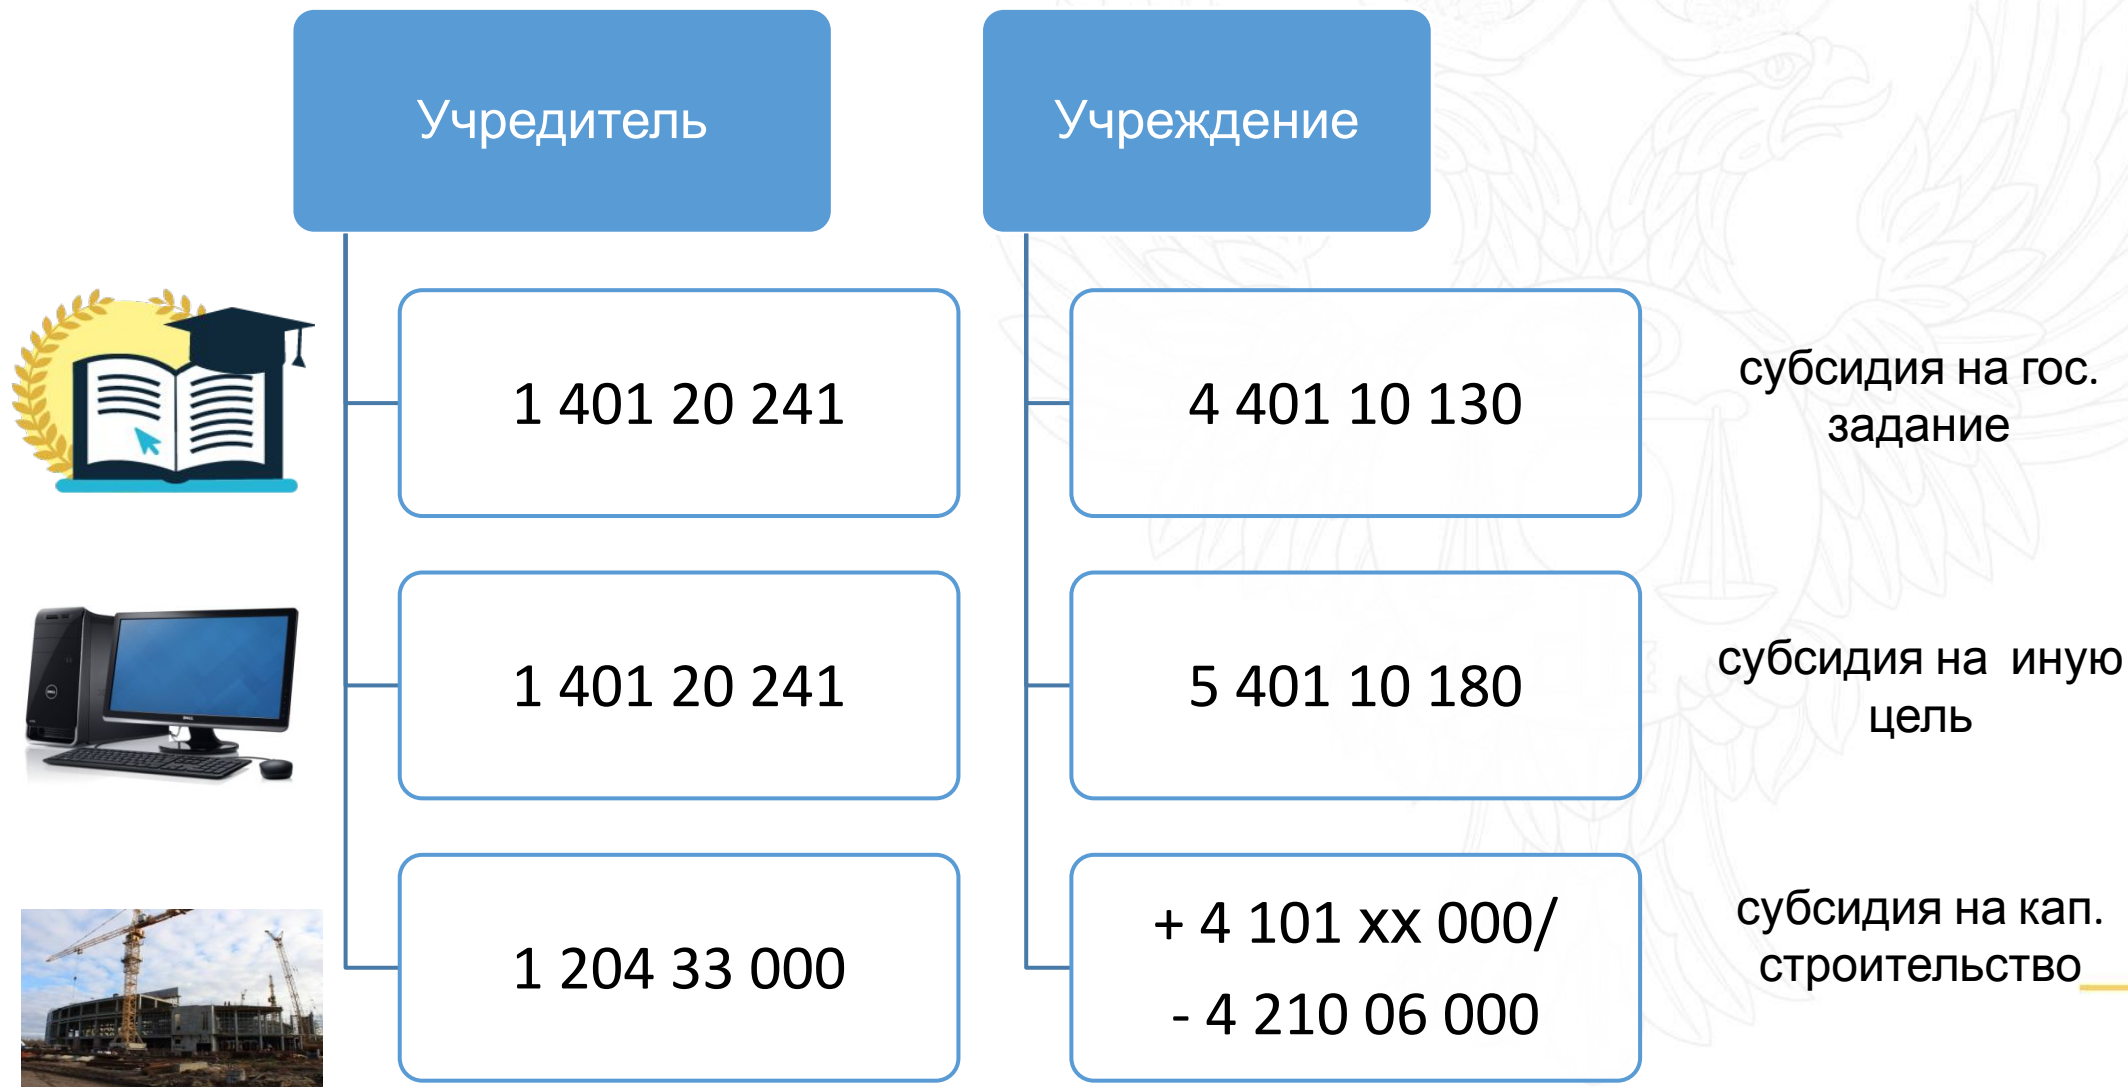 Учредитель
Учреждение
1 401 20 241
4 401 10 130
субсидия на гос.
задание
1 401 20 241
5 401 10 180
субсидия на иную
цель
1 204 33 000
+ 4 101 хх 000/
- 4 210 06 000
субсидия на кап.
строительство